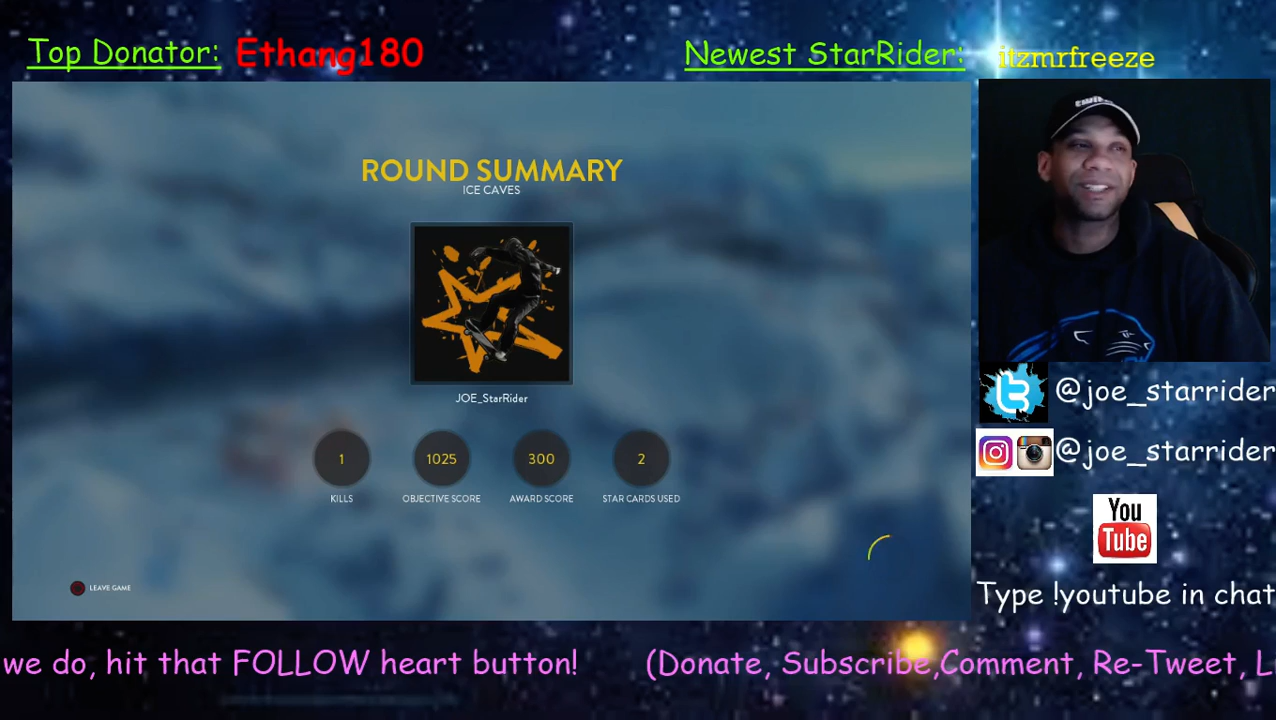 Top Donator: Ethang180
Newest StarRider: itzmrfreeze
ROUND SUMMARY
ICE CAVES
JOE_StarRider
1
1025
300
2
KILLS
OBJECTIVE SCORE
AWARD SCORE
STAR CARDS USED
LEAVE GAME
@joe_starrider
@joe_starrider
You
Tube
Type !youtube in chat
we do, hit that FOLLOW heart button! (Donate, Subscribe,Comment, Re-Tweet, L